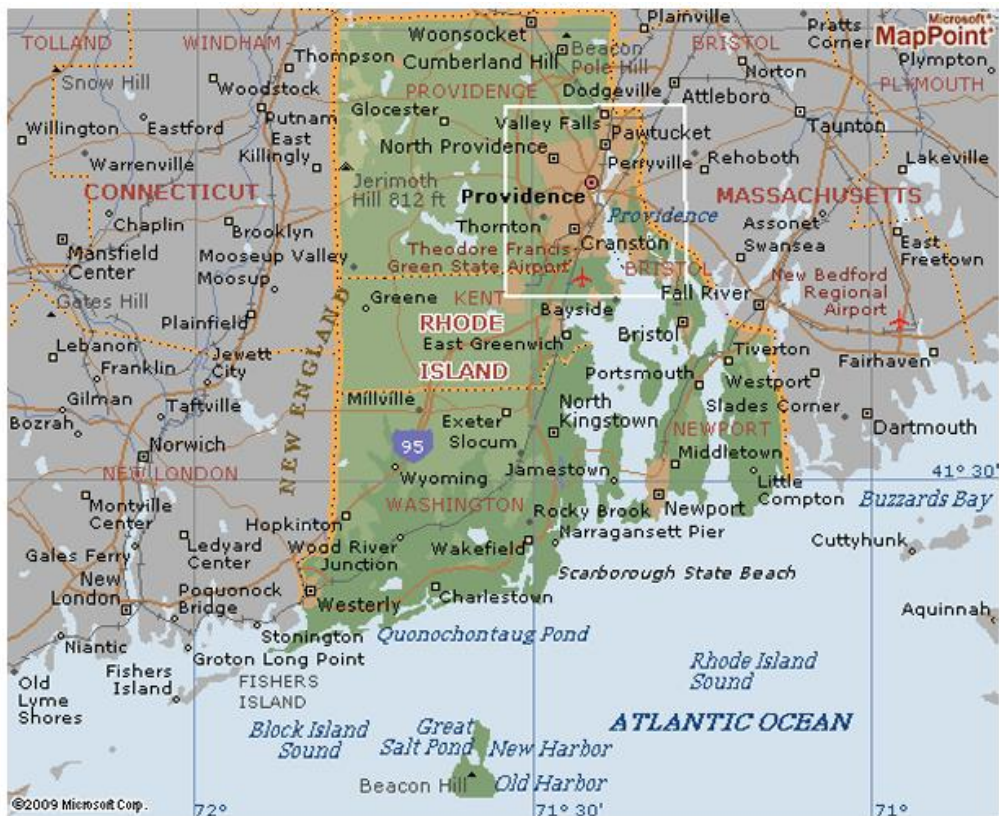 Microsoft®
MapPoint®
Plainville
Pratts
Corner
TOLLAND
WINDHAM
Woonsocket
BRISTOL
Plympton
Thompson
Cumberland Hill
Beacon
Pole Hill
Norton
Snow Hill
Woodstock
PROVIDENCE
Dodgeville
Attleboro
PLYMOUTH
Putnam
Glocester
Valley Falls
Taunton
Willington
Eastford
East
Killingly
North Providence
Pawtucket
Warrenville
Perryville
Rehoboth
Lakeville
CONNECTICUT
Jerimoth
Hill 812 ft
Providence
MASSACHUSETTS
Chaplin
Brooklyn
Thornton
Providence
Assonet
Mansfield
Center
Mooseup Valley
Theodore Francis
Green State Airport
Cranston
Swansea
East
Freetown
Moosup
BRISTOL
New Bedford
Regional
Airport
Gates Hill
Greene
KENT
Fall River
Plainfield
Bayside
RHODE
ISLAND
East Greenwich
Bristol
Lebanon
Jewett
City
Tiverton
Fairhaven
Franklin
NEW ENGLAND
Portsmouth
Westport
Gilman
Taftville
Millville
North
Kingstown
Slades Corner
Bozrah
Exeter
Slocum
NEWPORT
Dartmouth
Norwich
95
Middletown
NEW LONDON
Wyoming
Jamestown
Little
Compton
41° 30'
Montville
Center
WASHINGTON
Newport
Buzzards Bay
Hopkinton
Rocky Brook
Narragansett Pier
Gales Ferry
Ledyard
Center
Wood River
Junction
Wakefield
Cuttyhunk
New
London
Poquonock
Bridge
Scarborough State Beach
Westerly
Charlestown
Aquinnah
Niantic
Stonington
Quonochontaug Pond
Groton Long Point
Rhode Island
Sound
Old
Lyme
Shores
Fishers
Island
FISHERS
ISLAND
Block Island
Sound
Great
Salt Pond
New Harbor
ATLANTIC OCEAN
Beacon Hill
Old Harbor
©2009 Microsoft Corp.
72°
71° 30'
71°